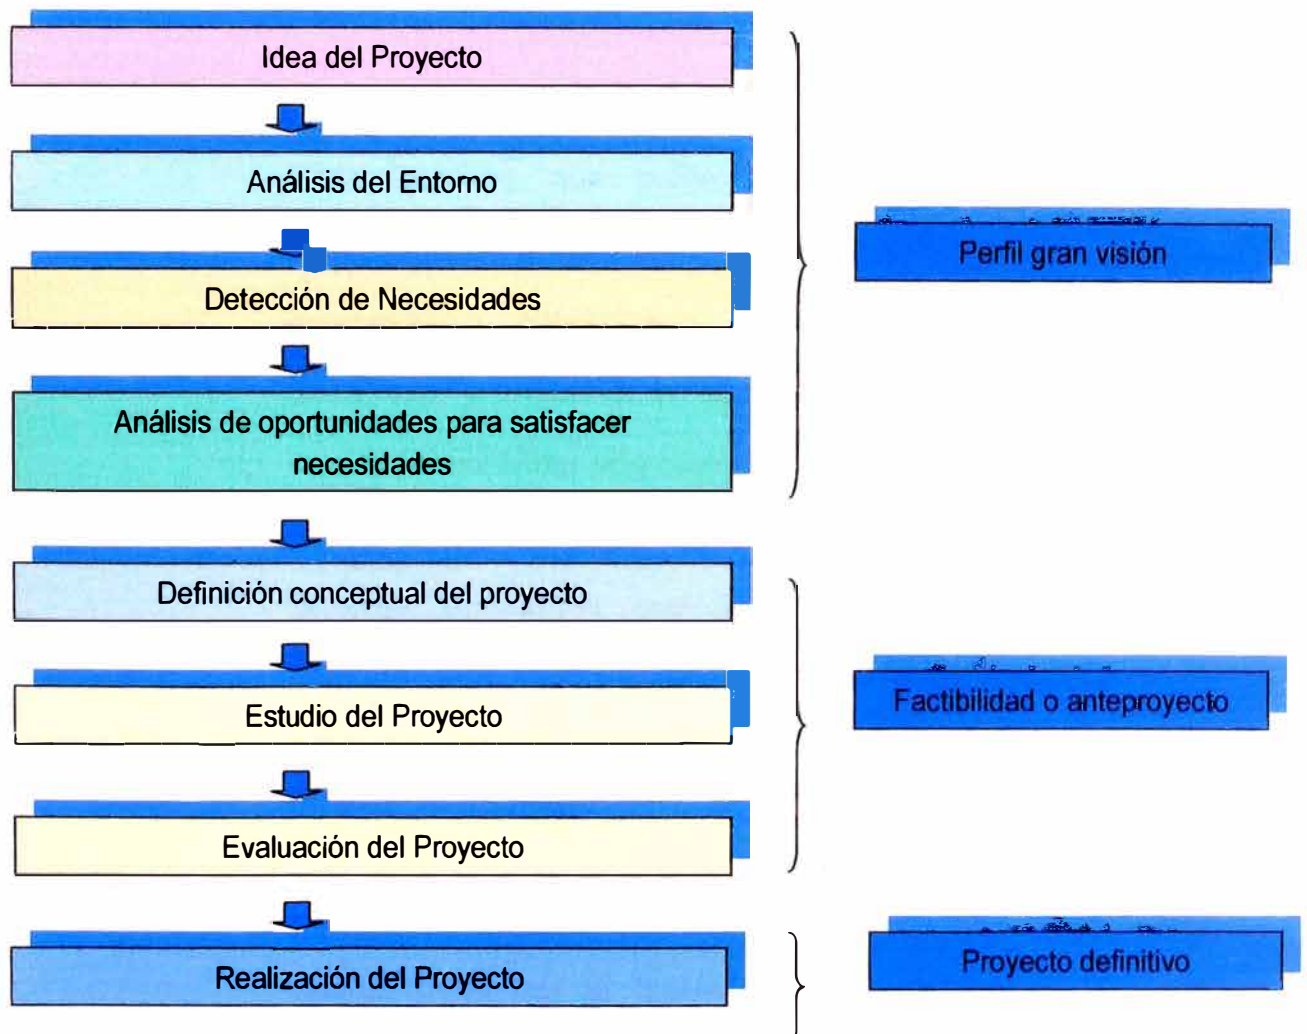 Idea del Proyecto
Análisis del Entorno
Detección de Necesidades
Análisis de oportunidades para satisfacer
necesidades
Perfil gran visión
Definición conceptual del proyecto
Estudio del Proyecto
Evaluación del Proyecto
Factibilidad o anteproyecto
Realización del Proyecto
Proyecto definitivo